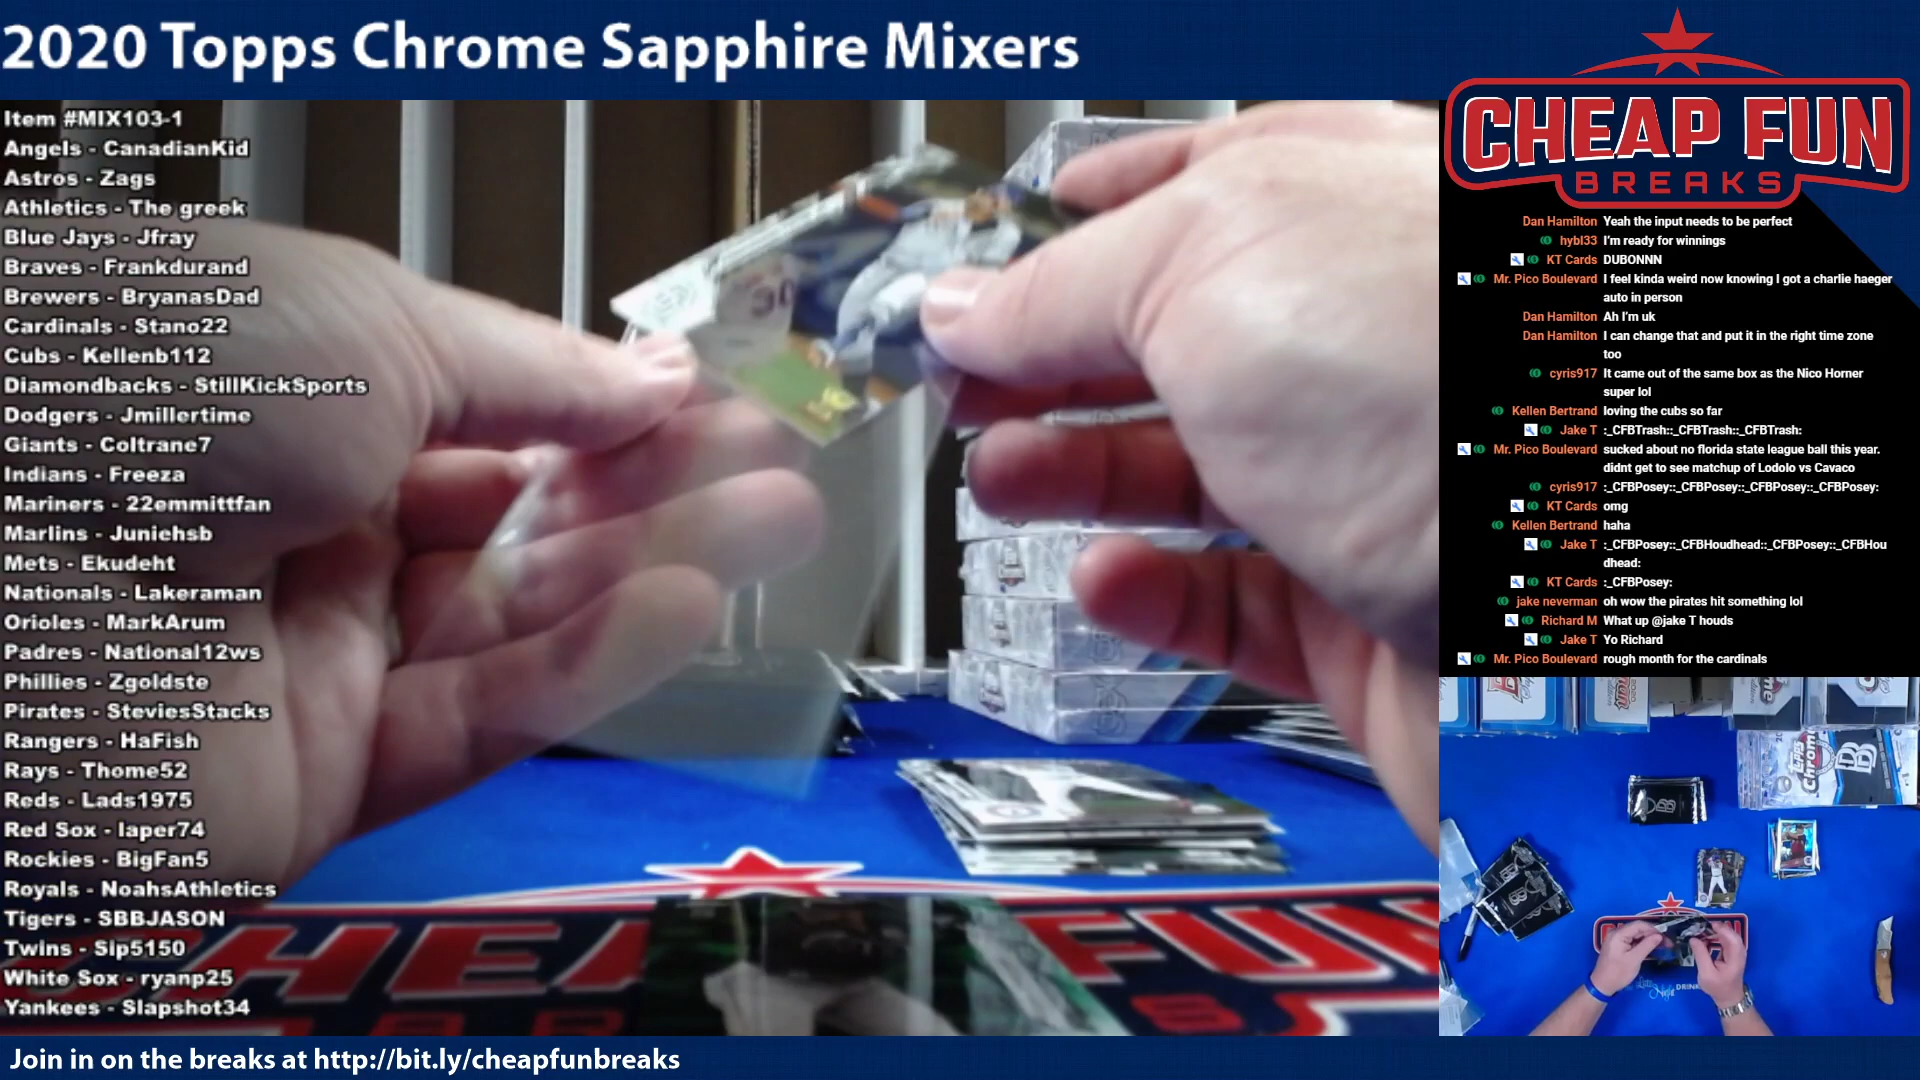 2020 Topps Chrome Sapphire Mixers
Item #MIX103-1
Angels - CanadianKid
Astros - Zags
Athletics - The greek
Blue Jays - Jfray
Braves - Frankdurand
Brewers - BryanasDad
Cardinals - Stano22
Cubs - Kellenb112
Diamondbacks - StillKickSports
Dodgers - Jmillertime
Giants - Coltrane7
Indians - Freeza
Mariners - 22emmittfan
Marlins - Juniehsb
Mets - Ekudeht
Nationals - Lakeraman
Orioles - MarkArum
Padres - National12ws
Phillies - Zgoldste
Pirates - SteviesStacks
Rangers - HaFish
Rays - Thome52
Reds - Lads1975
Red Sox - laper74
Rockies - BigFan5
Royals - NoahsAthletics
Tigers - SBBJASON
Twins - Slp5150
White Sox - ryanp25
Yankees - Slapshot34
CHEAP FUN
BREAKS
Dan Hamilton Yeah the input needs to be perfect
hybl33 I'm ready for winnings
KT Cards DUBONNN
Mr. Pico Boulevard I feel kinda weird now knowing I got a charlie haeger
auto in person
Dan Hamilton Ah I'm uk
Dan Hamilton I can change that and put it in the right time zone
too
cyris917 It came out of the same box as the Nico Horner
super lol
Kellen Bertrand loving the cubs so far
Jake T :_CFBTrash::_CFBTrash::_CFBTrash:
Mr. Pico Boulevard sucked about no florida state league ball this year.
didnt get to see matchup of Lodolo vs Cavaco
cyris917 :_CFBPosey::_CFBPosey::_CFBPosey::_CFBPosey:
KT Cards omg
Kellen Bertrand haha
Jake T :_CFBPosey::_CFBHoudhead::_CFBPosey::_CFBHou
dhead:
KT Cards :_CFBPosey:
jake neverman oh wow the pirates hit something lol
Richard M What up @jake T houds
Jake T Yo Richard
Mr. Pico Boulevard rough month for the cardinals
Topps
Chrome
FUN
Join in on the breaks at http://bit.ly/cheapfunbreaks